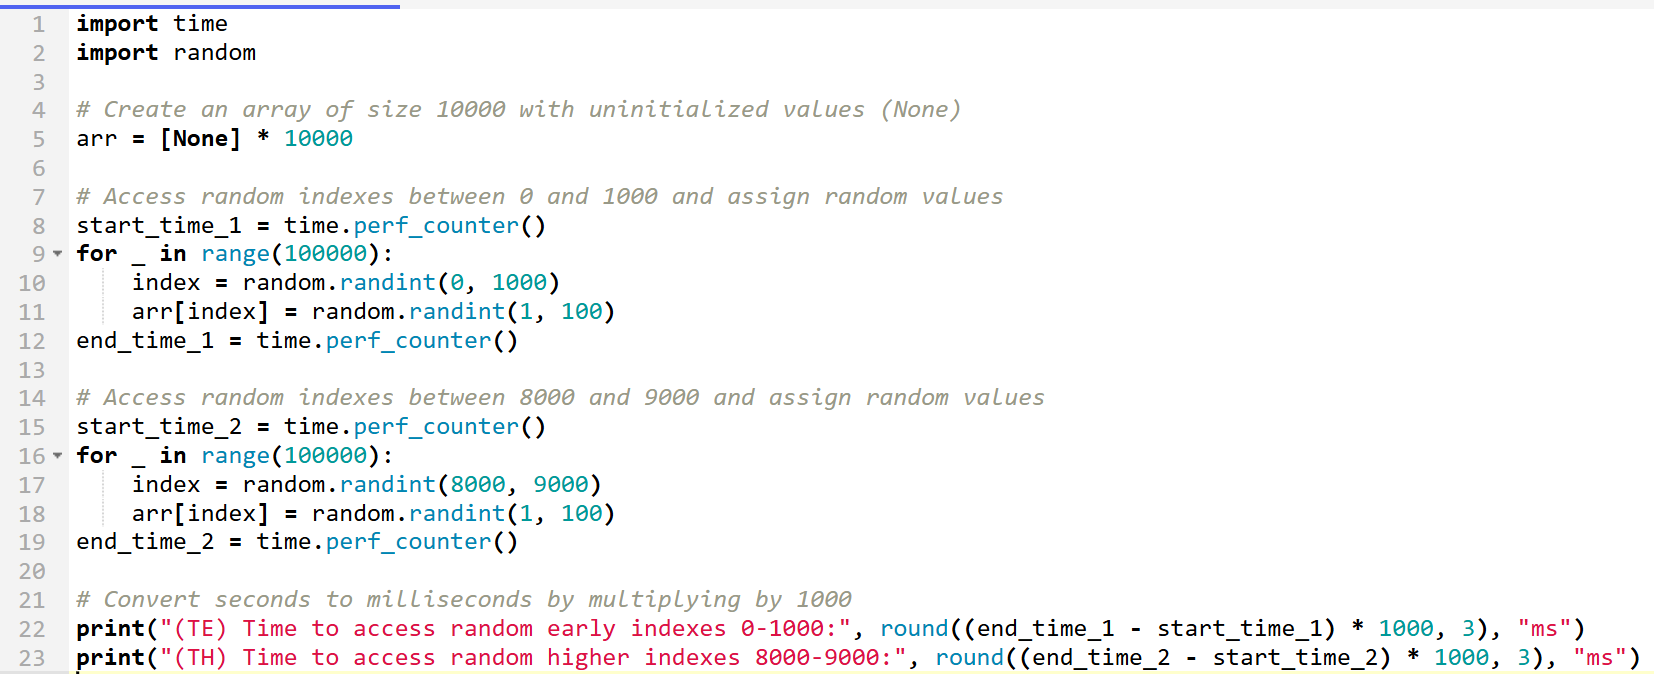 1 import time
2 import random
3
4 # Create an array of size 10000 with uninitialized values (None)
5 arr = [None] * 10000
6
7 # Access random indexes between 0 and 1000 and assign random values
8 start_time_1 = time.perf_counter()
9 for _ in range(100000):
10     index = random.randint(0, 1000)
11     arr[index] = random.randint(1, 100)
12 end_time_1 = time.perf_counter()
13
14 # Access random indexes between 8000 and 9000 and assign random values
15 start_time_2 = time.perf_counter()
16 for _ in range(100000):
17     index = random.randint(8000, 9000)
18     arr[index] = random.randint(1, 100)
19 end_time_2 = time.perf_counter()
20
21 # Convert seconds to milliseconds by multiplying by 1000
22 print("(TE) Time to access random early indexes 0-1000:", round((end_time_1 - start_time_1) * 1000, 3), "ms")
23 print("(TH) Time to access random higher indexes 8000-9000:", round((end_time_2 - start_time_2) * 1000, 3), "ms")